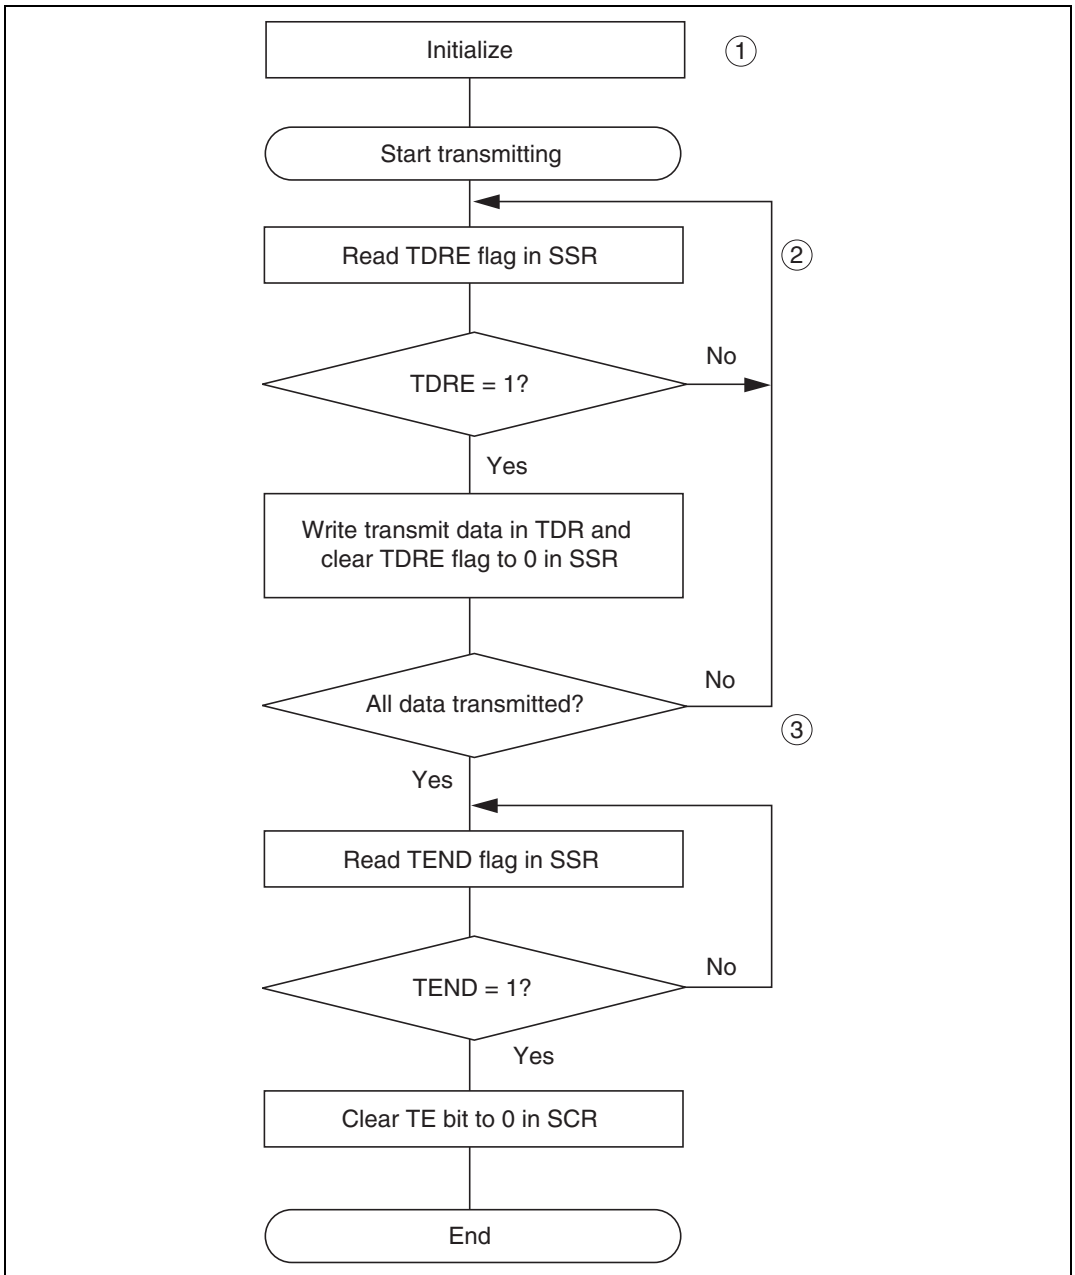 Initialize
①
Start transmitting
Read TDRE flag in SSR
②
No
TDRE = 1?
Yes
Write transmit data in TDR and
clear TDRE flag to 0 in SSR
No
All data transmitted?
③
Yes
Read TEND flag in SSR
No
TEND = 1?
Yes
Clear TE bit to 0 in SCR
End